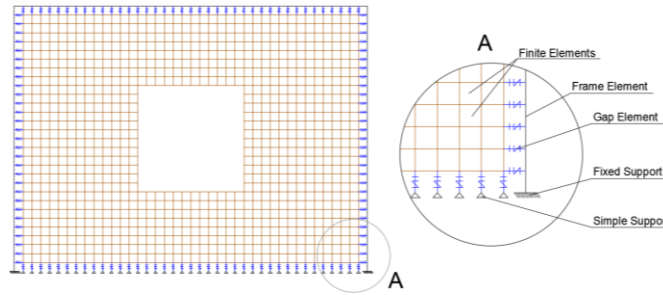 A
A
Finite Elements
Frame Element
Gap Element
Fixed Support
Simple Suppo